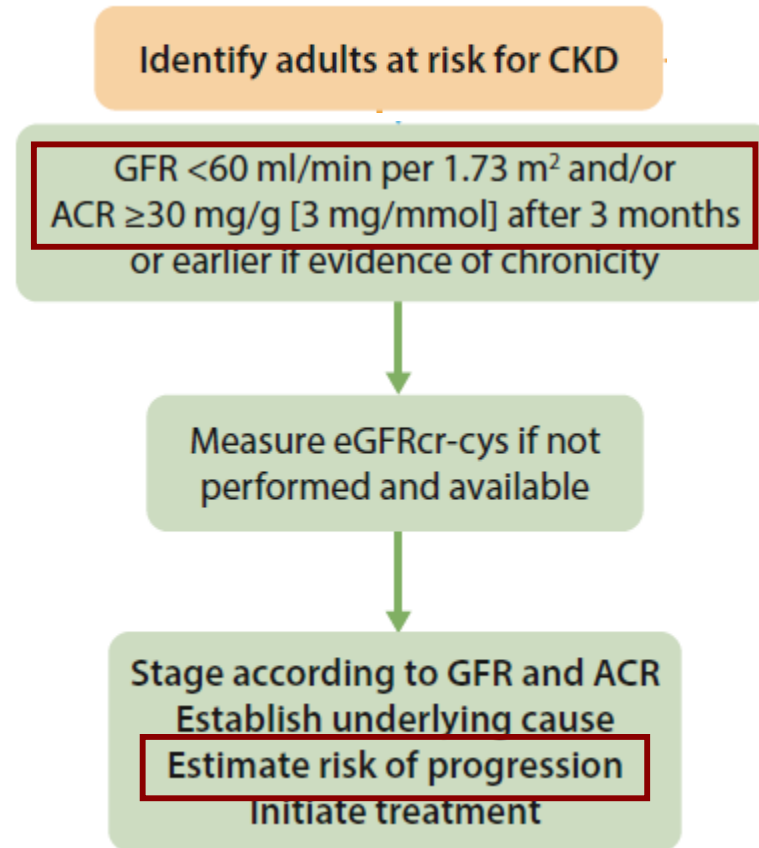 Identify adults at risk for CKD
GFR <60 ml/min per 1.73 m² and/or
ACR ≥30 mg/g [3 mg/mmol] after 3 months
or earlier if evidence of chronicity
Measure eGFRcr-cys if not
performed and available
Stage according to GFR and ACR
Establish underlying cause
Estimate risk of progression
Initiate treatment